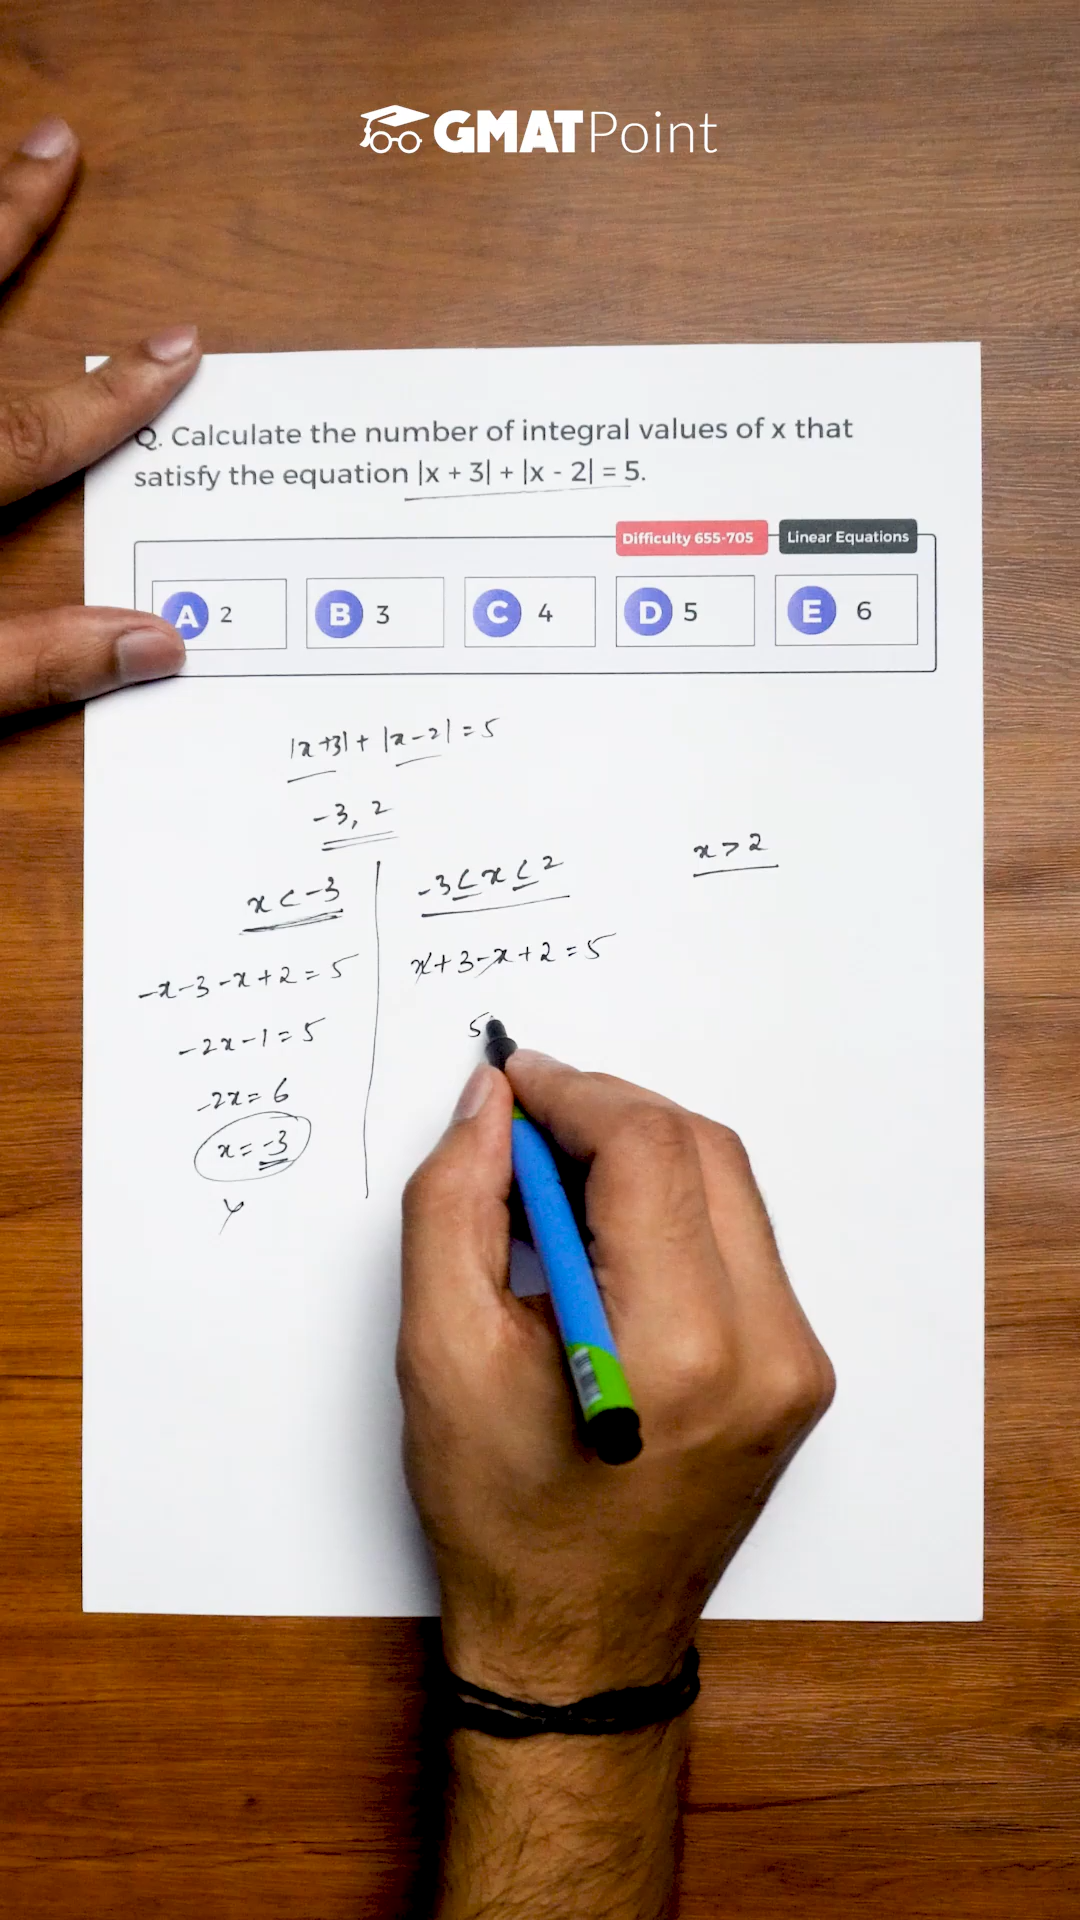 GMATPoint
Q. Calculate the number of integral values of x that
satisfy the equation |x + 3| + |x - 2| = 5.
Difficulty 655-705
Linear Equations
A 2
B 3
C 4
D 5
E 6
|x+3| + |x-2| = 5
-3, 2
x < -3
-x-3-x+2=5
-2x-1=5
-2x=6
x=-3
-3≤x≤2
x+3-x+2=5
5
x>2